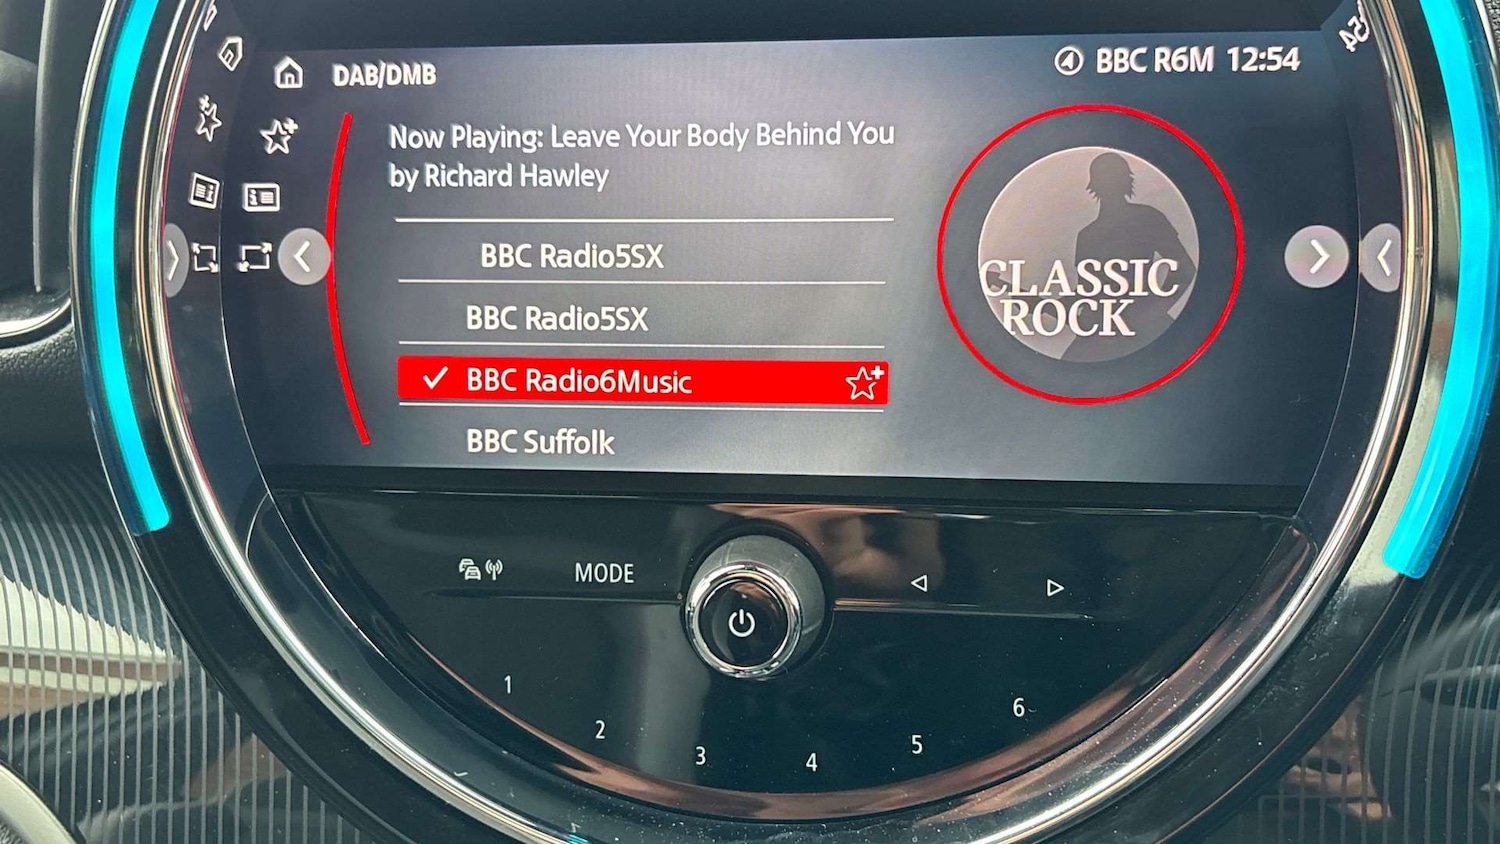 DAB/DMB
BBC R6M 12:54
Now Playing: Leave Your Body Behind You
by Richard Hawley
BBC Radio5SX
BBC Radio5SX
BBC Radio6Music
BBC Suffolk
CLASSIC
ROCK
MODE
1
2
3
4
5
6